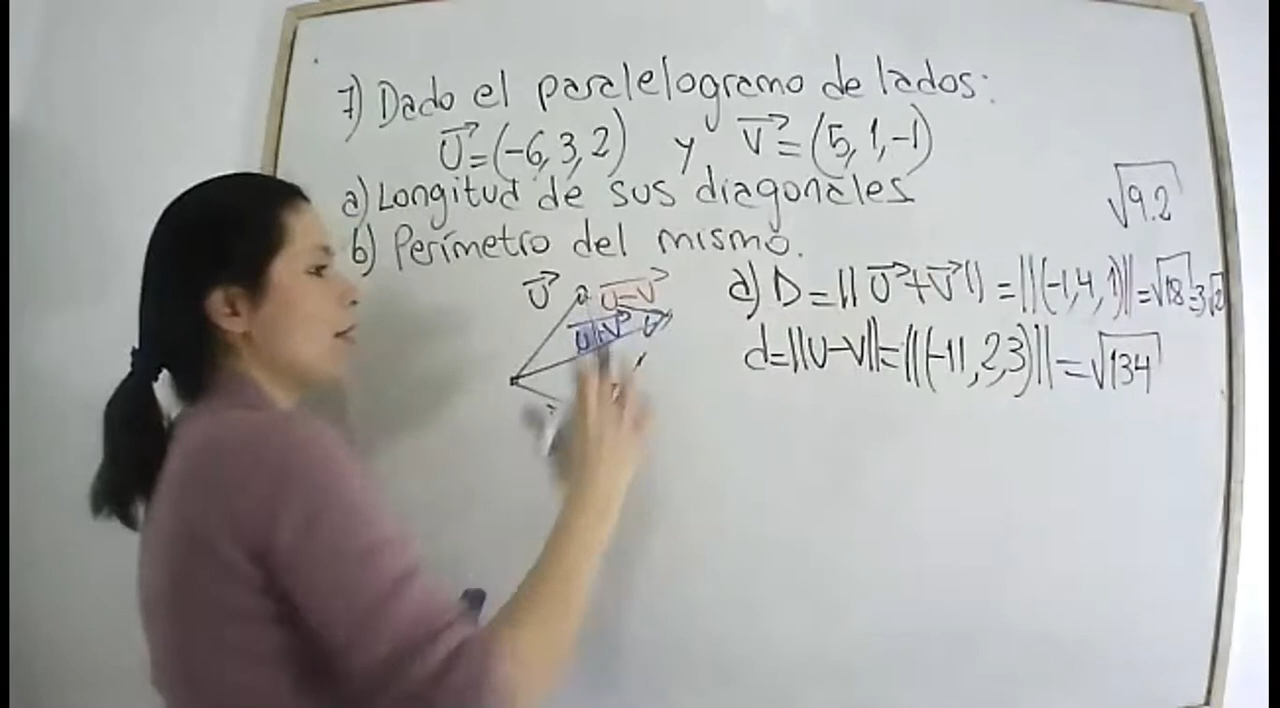 7) Dado el paralelogramo de lados:
U⃗=(-6,3,2) y V⃗=(5,1,-1)
a) Longitud de sus diagonales
b) Perímetro del mismo.
√9.2
U⃗ U-V⃗
U+V⃗
a) D=||U⃗+V⃗||=||(-1,4,1)||=√18=3√2
d=||U-V||=||(-11,2,3)||=√134